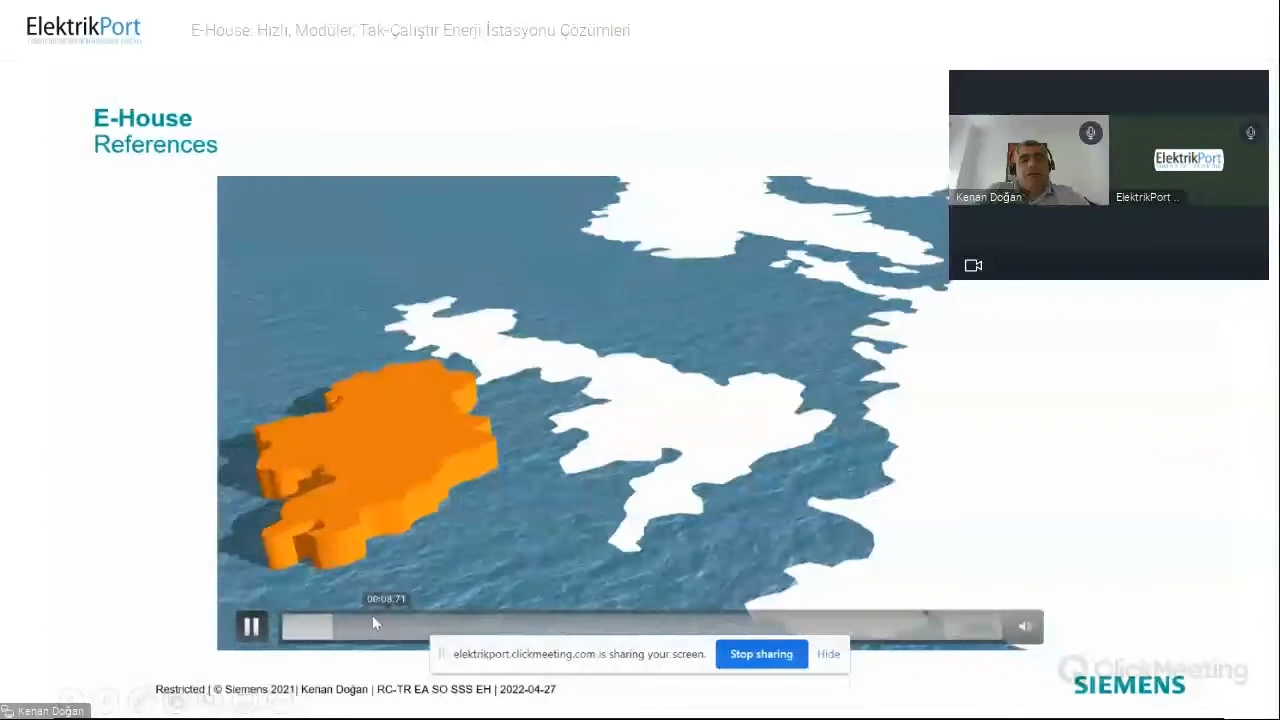 ElektrikPort
E-House: Hızlı, Modüler, Tak-Çalıştır Enerji İstasyonu Çözümleri
E-House
References
Kenan Doğan
ElektrikPort
ElektrikPort ..
00:08,71
elektrikport.clickmeeting.com is sharing your screen.
Stop sharing
Hide
Restricted | © Siemens 2021| Kenan Doğan | RC-TR EA SO SSS EH | 2022-04-27
ClickMeeting
SIEMENS
Kenan Doğan